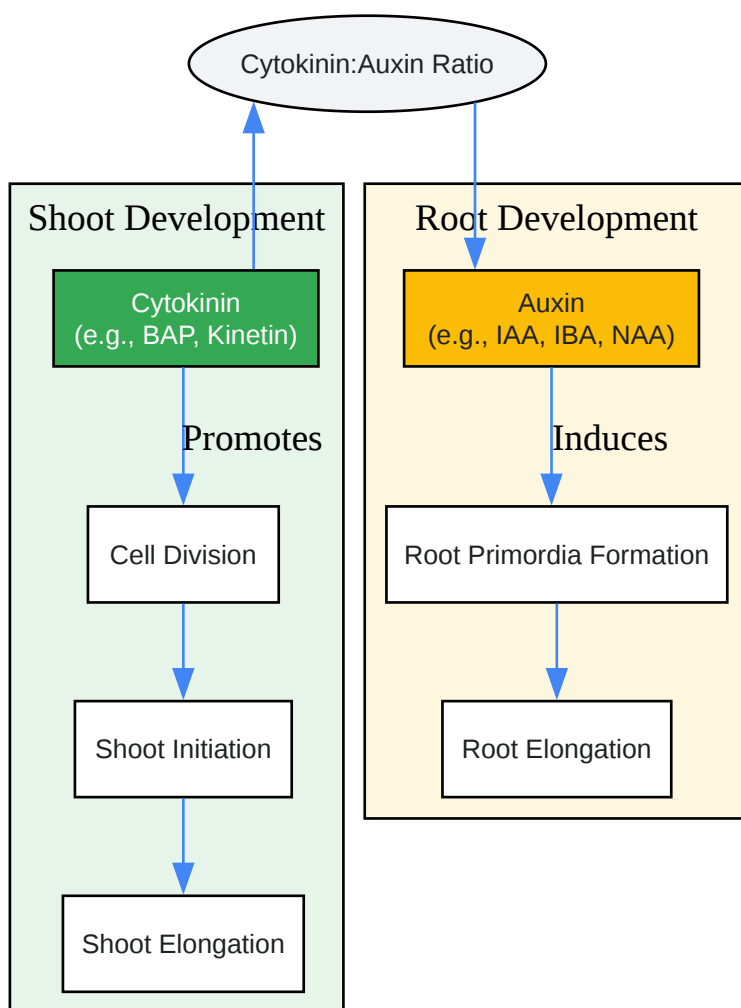 Cytokinin:Auxin Ratio
Shoot Development
Cytokinin
(e.g., BAP, Kinetin)
Promotes
Cell Division
Shoot Initiation
Shoot Elongation
Root Development
Auxin
(e.g., IAA, IBA, NAA)
Induces
Root Primordia Formation
Root Elongation